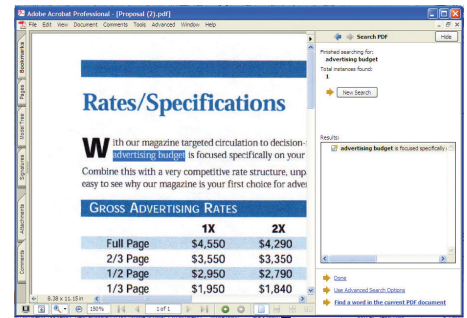 Adobe Acrobat Professional - [Proposal (2).pdf]
File Edit View Document Comments Tools Advanced Window Help
Bookmarks
Pages
Model Tree
Signatures
Attachments
Comments
Rates/Specifications
With our magazine targeted circulation to decision-
advertising budget is focused specifically on your
Combine this with a very competitive rate structure, unp
easy to see why our magazine is your first choice for adver
GROSS ADVERTISING RATES
1X 2X
Full Page $4,550 $4,290
2/3 Page $3,550 $3,350
1/2 Page $2,950 $2,790
1/3 Page $1,950 $1,840
8.38 x 11.15 in
150%
1 of 1
Search PDF
Hide
Finished searching for:
advertising budget
Total instances found:
1
New Search
Results:
advertising budget is focused specifically
Done
Use Advanced Search Options
Find a word in the current PDF document